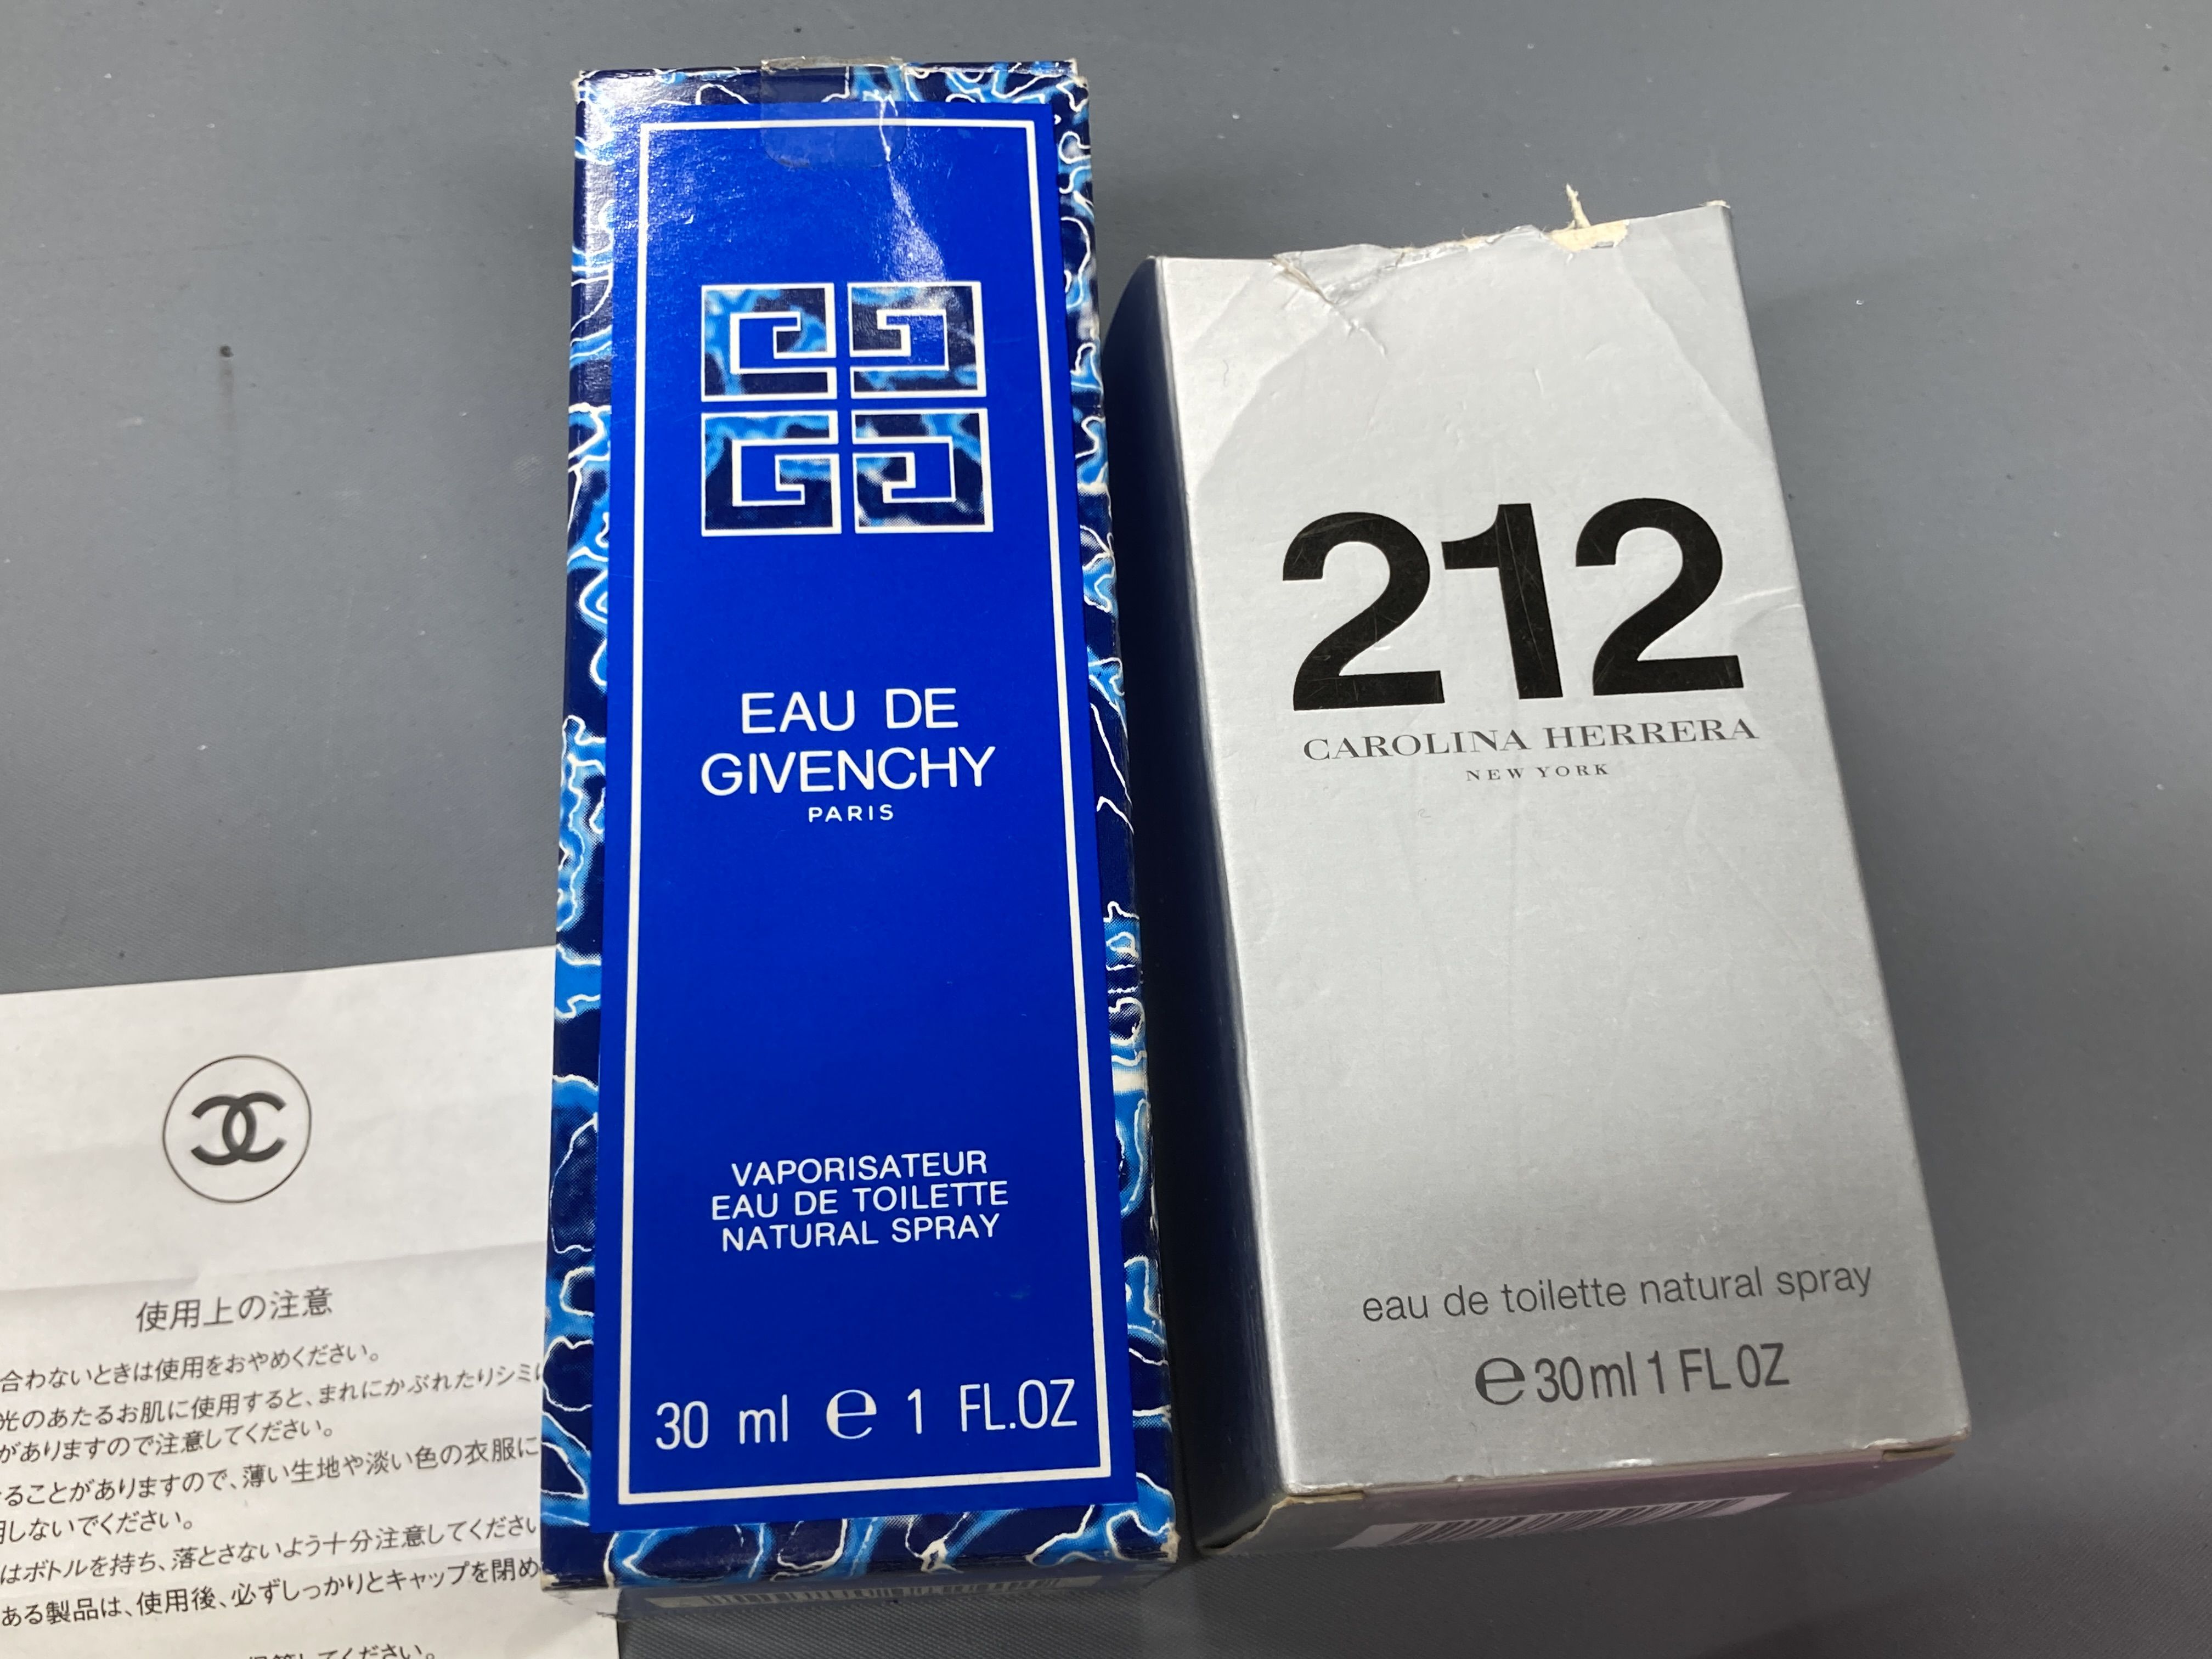 EAU DE
GIVENCHY
PARIS
VAPORISATEUR
EAU DE TOILETTE
NATURAL SPRAY
30 ml e 1 FL.OZ
212
CAROLINA HERRERA
NEW YORK
eau de toilette natural spray
e 30ml 1 FL OZ
使用上の注意
合わないときは使用をおやめください。
光のあたるお肌に使用すると、まれにかぶれたりシミに
がありますので注意してください。
ることがありますので、薄い生地や淡い色の衣服に
しないでください。
はボトルを持ち、落とさないよう十分注意してくださ
ある製品は、使用後、必ずしっかりとキャップを閉め
してください。